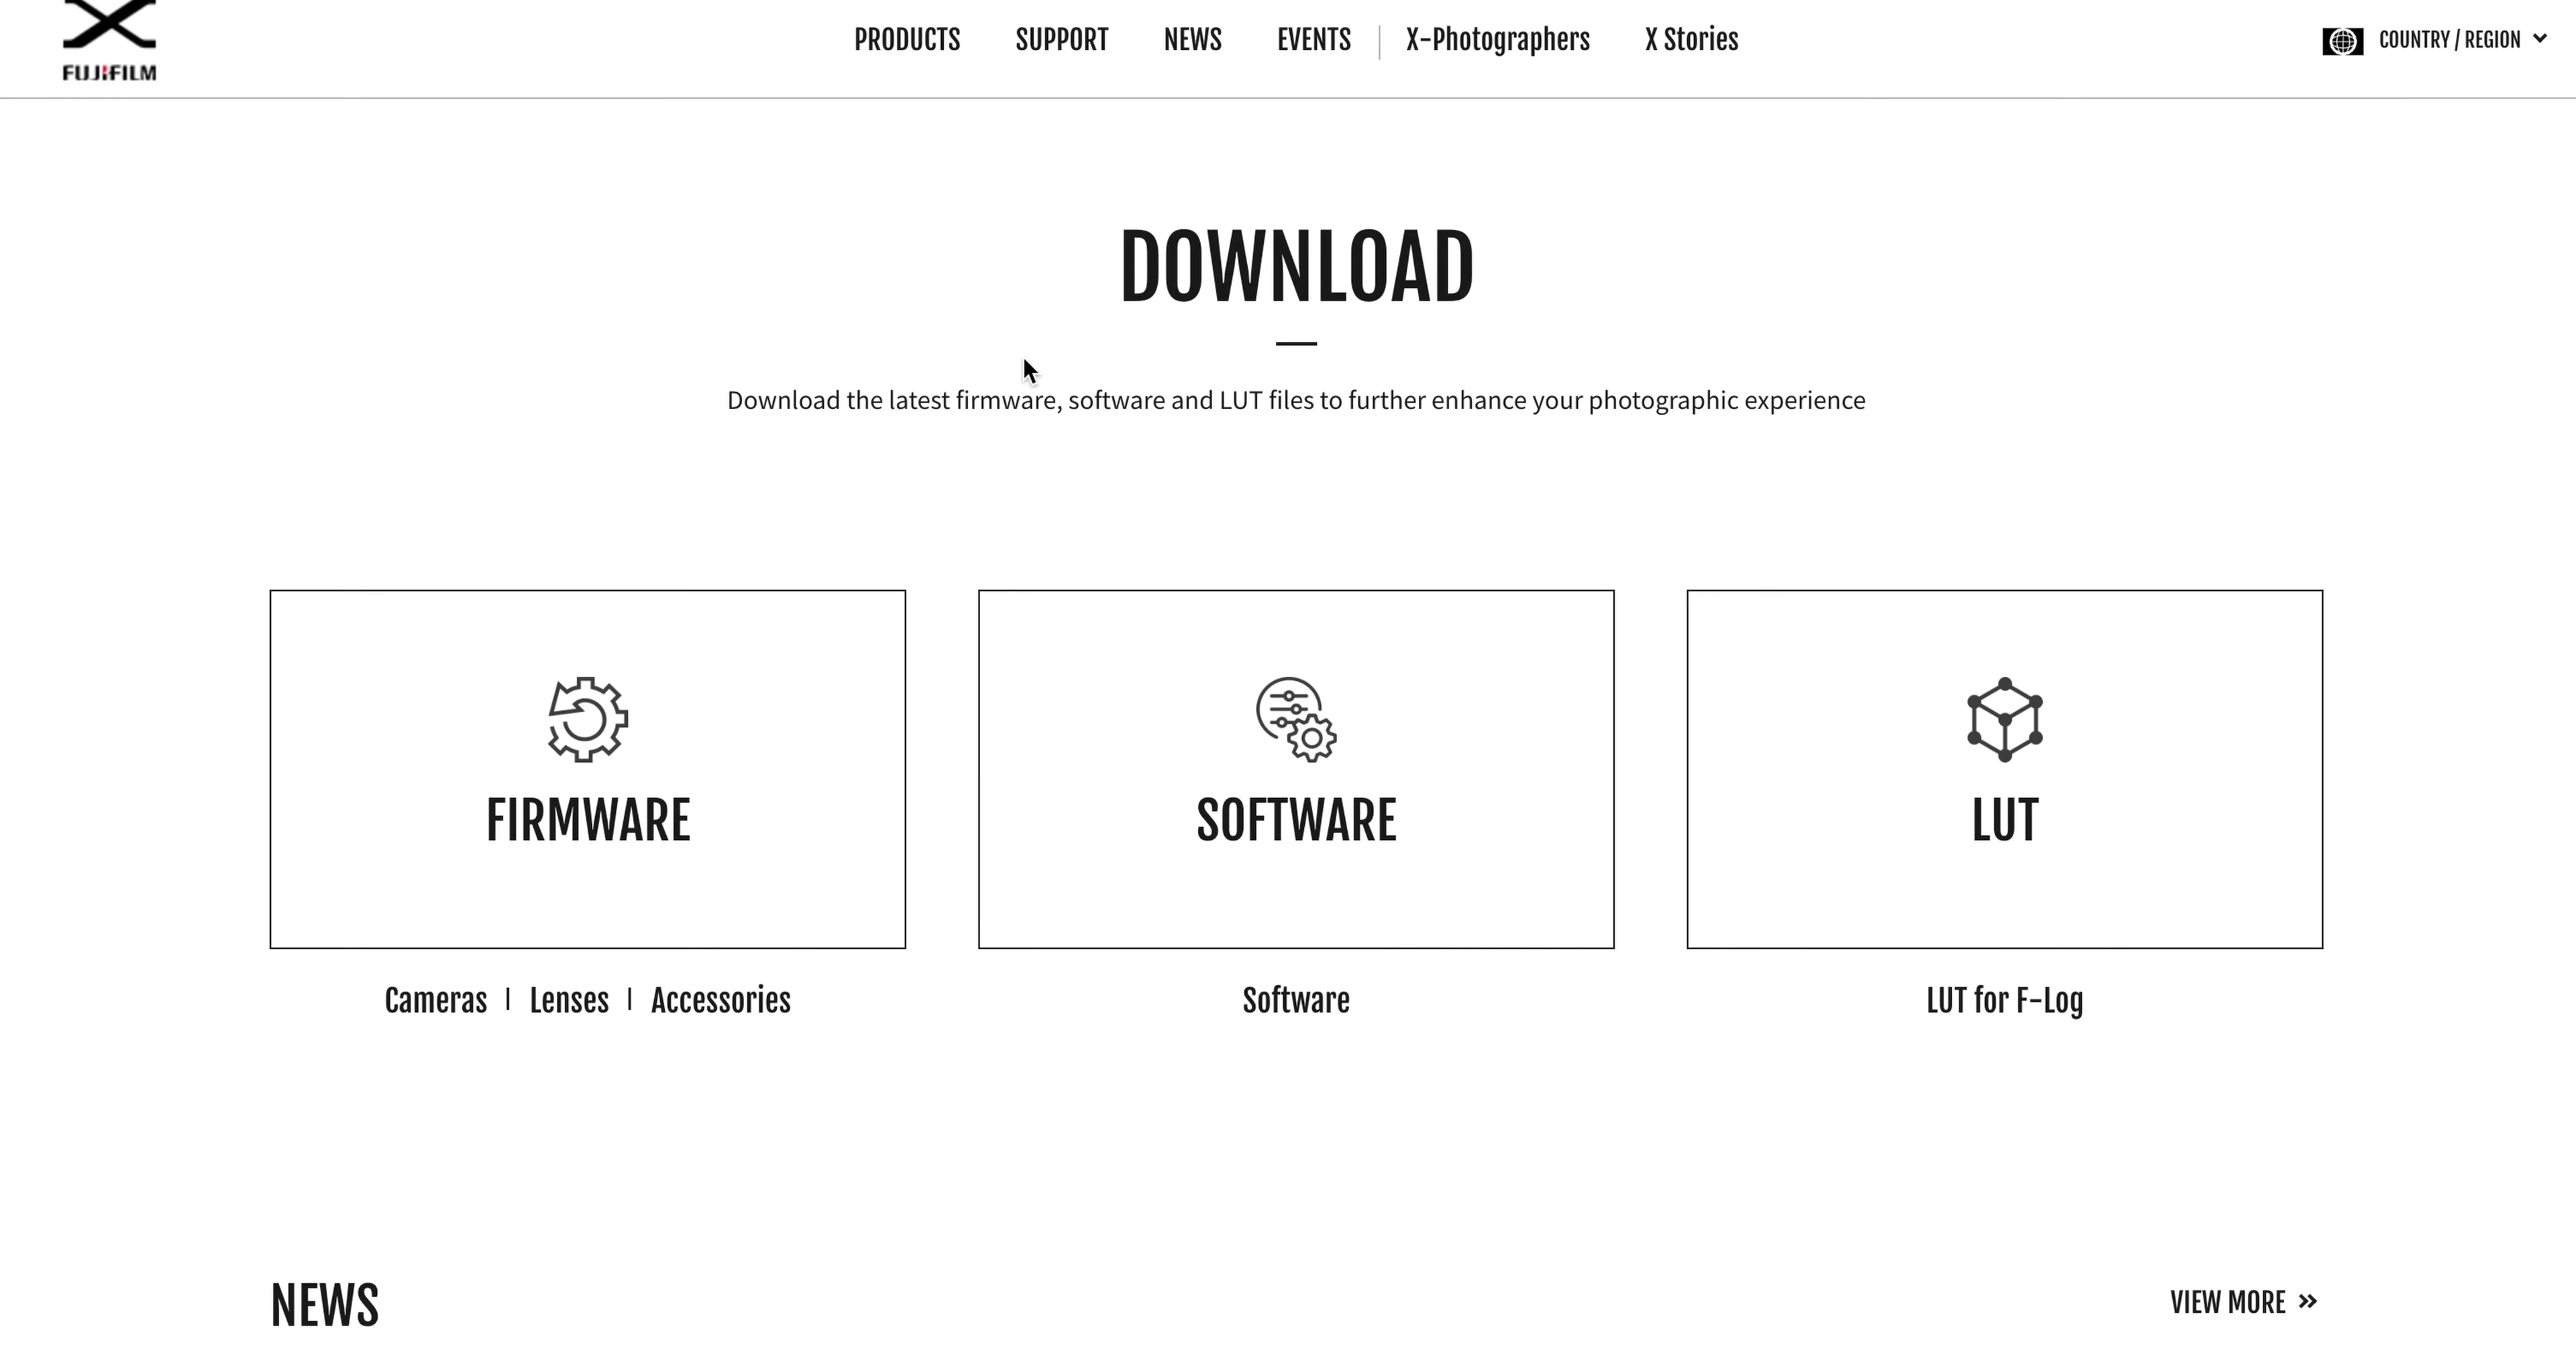 FUJIFILM
PRODUCTS SUPPORT NEWS EVENTS | X-Photographers X Stories
COUNTRY / REGION
DOWNLOAD
Download the latest firmware, software and LUT files to further enhance your photographic experience
FIRMWARE
Cameras | Lenses | Accessories
SOFTWARE
Software
LUT
LUT for F-Log
NEWS
VIEW MORE »